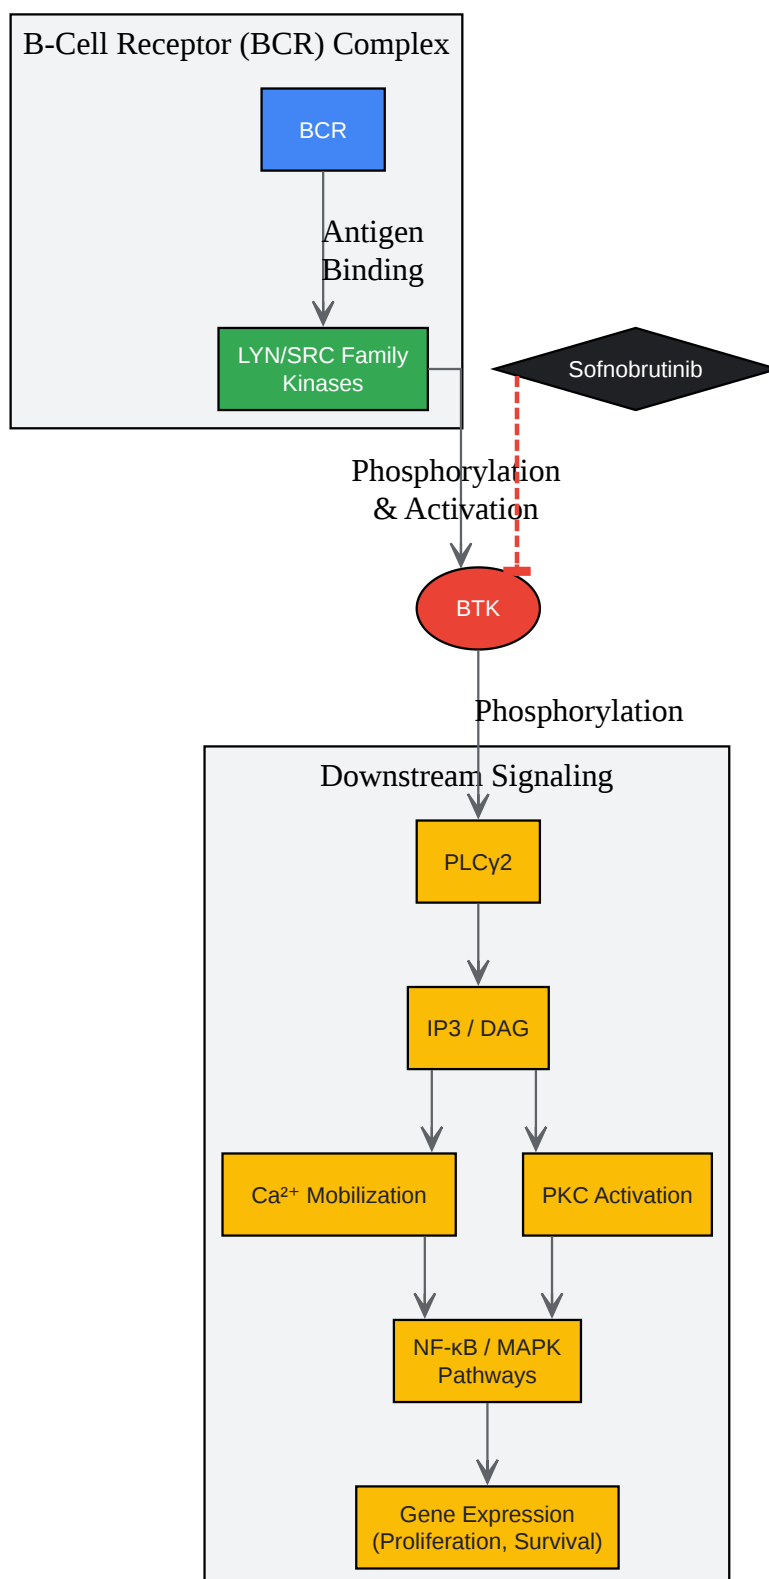 B-Cell Receptor (BCR) Complex
BCR
Antigen
Binding
LYN/SRC Family
Kinases
Sofnobrutinib
Phosphorylation
& Activation
BTK
Phosphorylation
Downstream Signaling
PLCγ2
IP3 / DAG
Ca²⁺ Mobilization
PKC Activation
NF-κB / MAPK
Pathways
Gene Expression
(Proliferation, Survival)